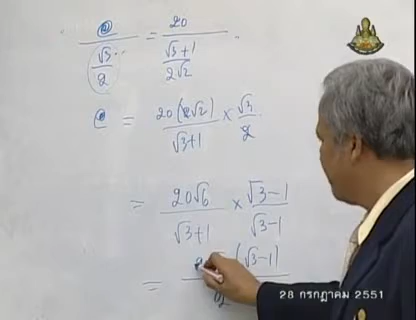 a / (√3/2) = 20 / ((√3+1)/(2√2))
a = 20(2√2) / (√3+1) × √3/2
= 20√6 / (√3+1) × (√3−1) / (√3−1)
= (√3−1) / 2
28 กรกฎาคม 2551